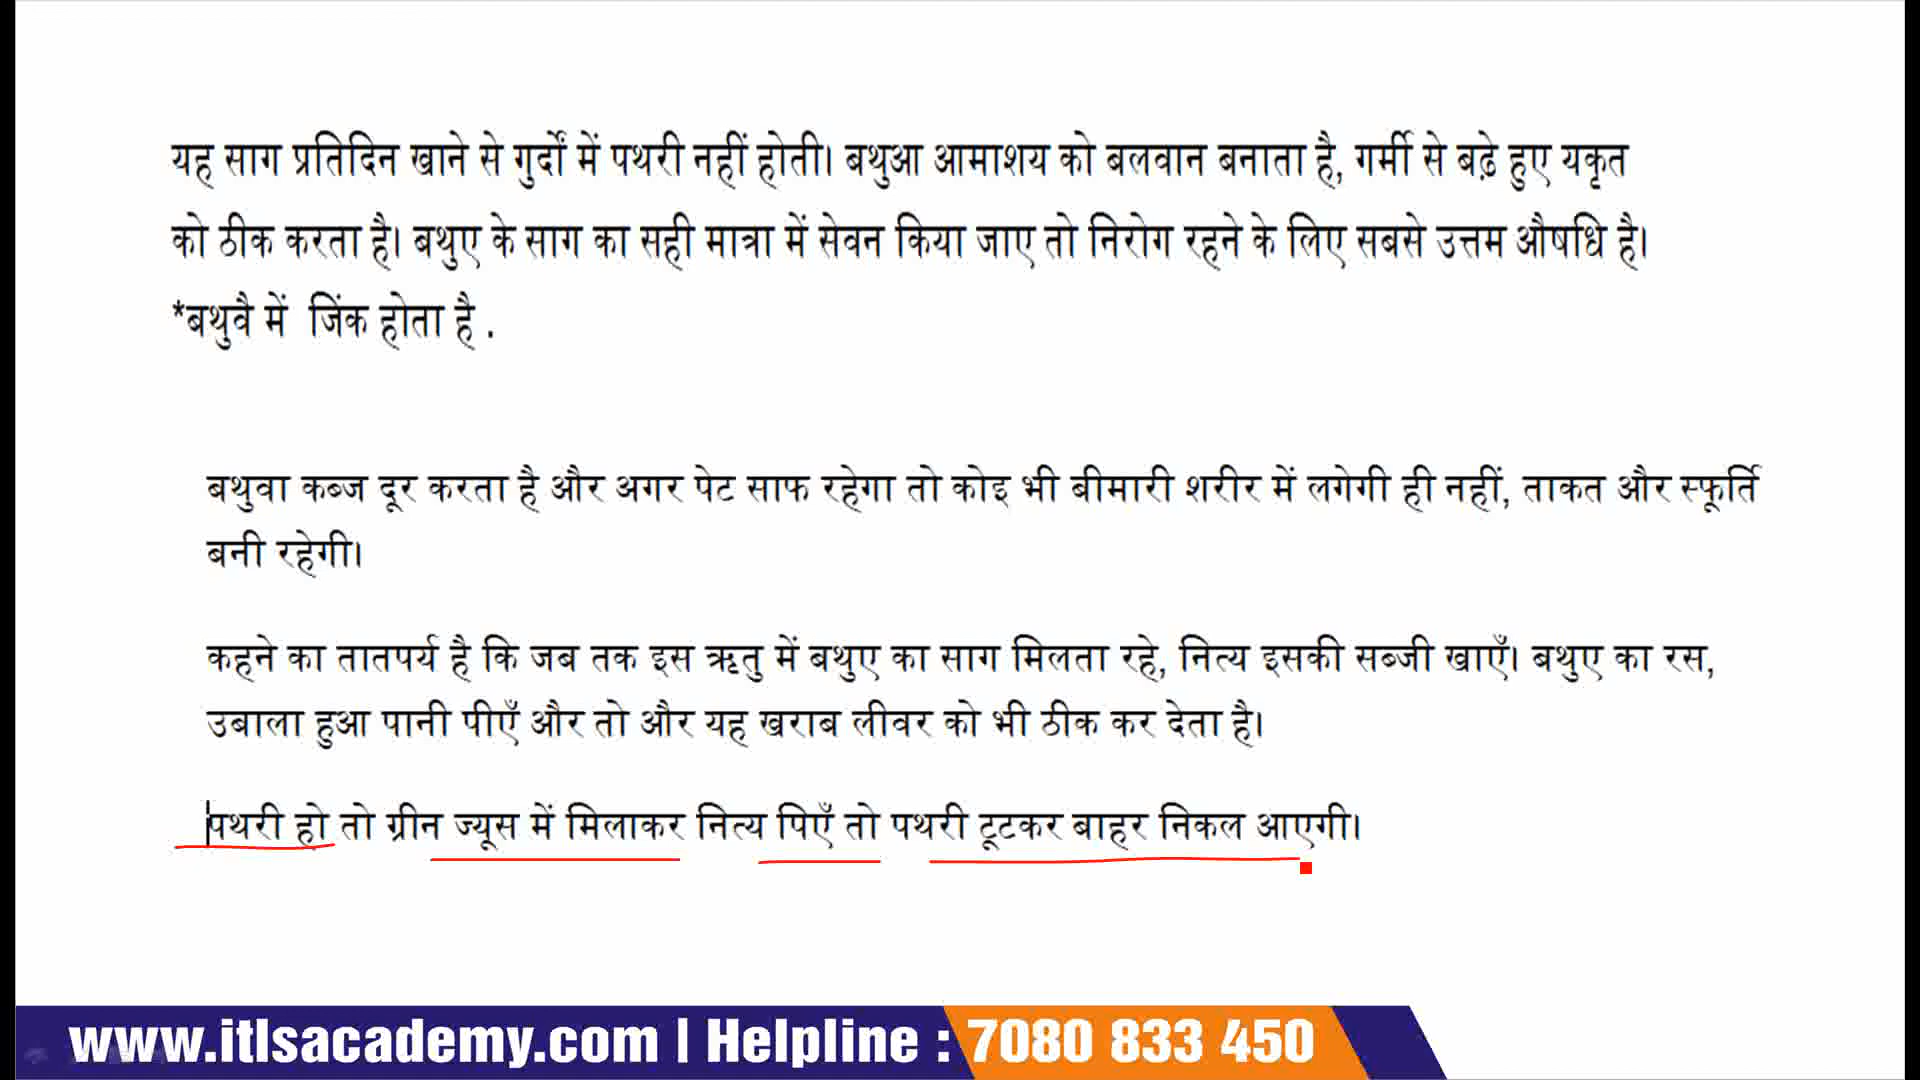 यह साग प्रतिदिन खाने से गुर्दों में पथरी नहीं होती। बथुआ आमाशय को बलवान बनाता है, गर्मी से बढ़े हुए यकृत
को ठीक करता है। बथुए के साग का सही मात्रा में सेवन किया जाए तो निरोग रहने के लिए सबसे उत्तम औषधि है।
*बथुवै में जिंक होता है .
बथुवा कब्ज दूर करता है और अगर पेट साफ रहेगा तो कोइ भी बीमारी शरीर में लगेगी ही नहीं, ताकत और स्फूर्ति
बनी रहेगी।
कहने का तातपर्य है कि जब तक इस ऋतु में बथुए का साग मिलता रहे, नित्य इसकी सब्जी खाएँ। बथुए का रस,
उबाला हुआ पानी पीएँ और तो और यह खराब लीवर को भी ठीक कर देता है।
पथरी हो तो ग्रीन ज्यूस में मिलाकर नित्य पिएँ तो पथरी टूटकर बाहर निकल आएगी।
www.itlsacademy.com | Helpline : 7080 833 450